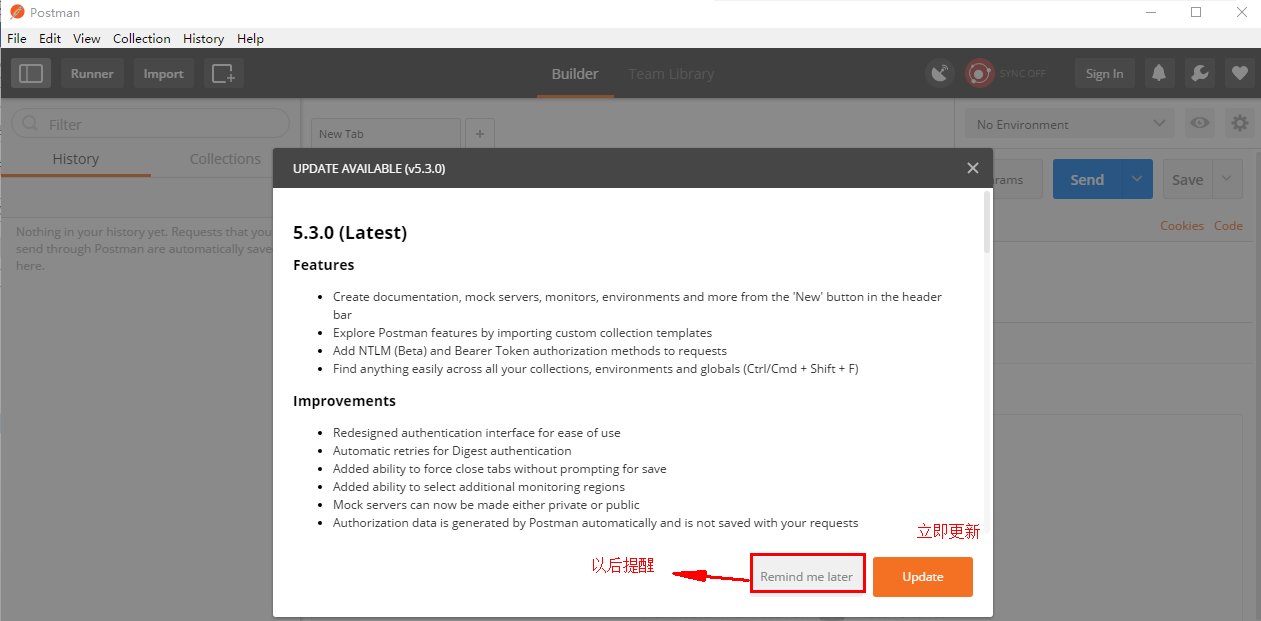 Postman
File Edit View Collection History Help
Runner Import Builder Team Library SYNC OFF Sign In
Filter
New Tab +
No Environment
History Collections
UPDATE AVAILABLE (v5.3.0)
Send Save
Nothing in your history yet. Requests that you
send through Postman are automatically
here.
Cookies Code
5.3.0 (Latest)
Features
• Create documentation, mock servers, monitors, environments and more from the 'New' button in the header
bar
• Explore Postman features by importing custom collection templates
• Add NTLM (Beta) and Bearer Token authorization methods to requests
• Find anything easily across all your collections, environments and globals (Ctrl/Cmd + Shift + F)
Improvements
• Redesigned authentication interface for ease of use
• Automatic retries for Digest authentication
• Added ability to force close tabs without prompting for save
• Added ability to select additional monitoring regions
• Mock servers can now be made either private or public
• Authorization data is generated by Postman automatically and is not saved with your requests
立即更新
以后提醒
Remind me later Update